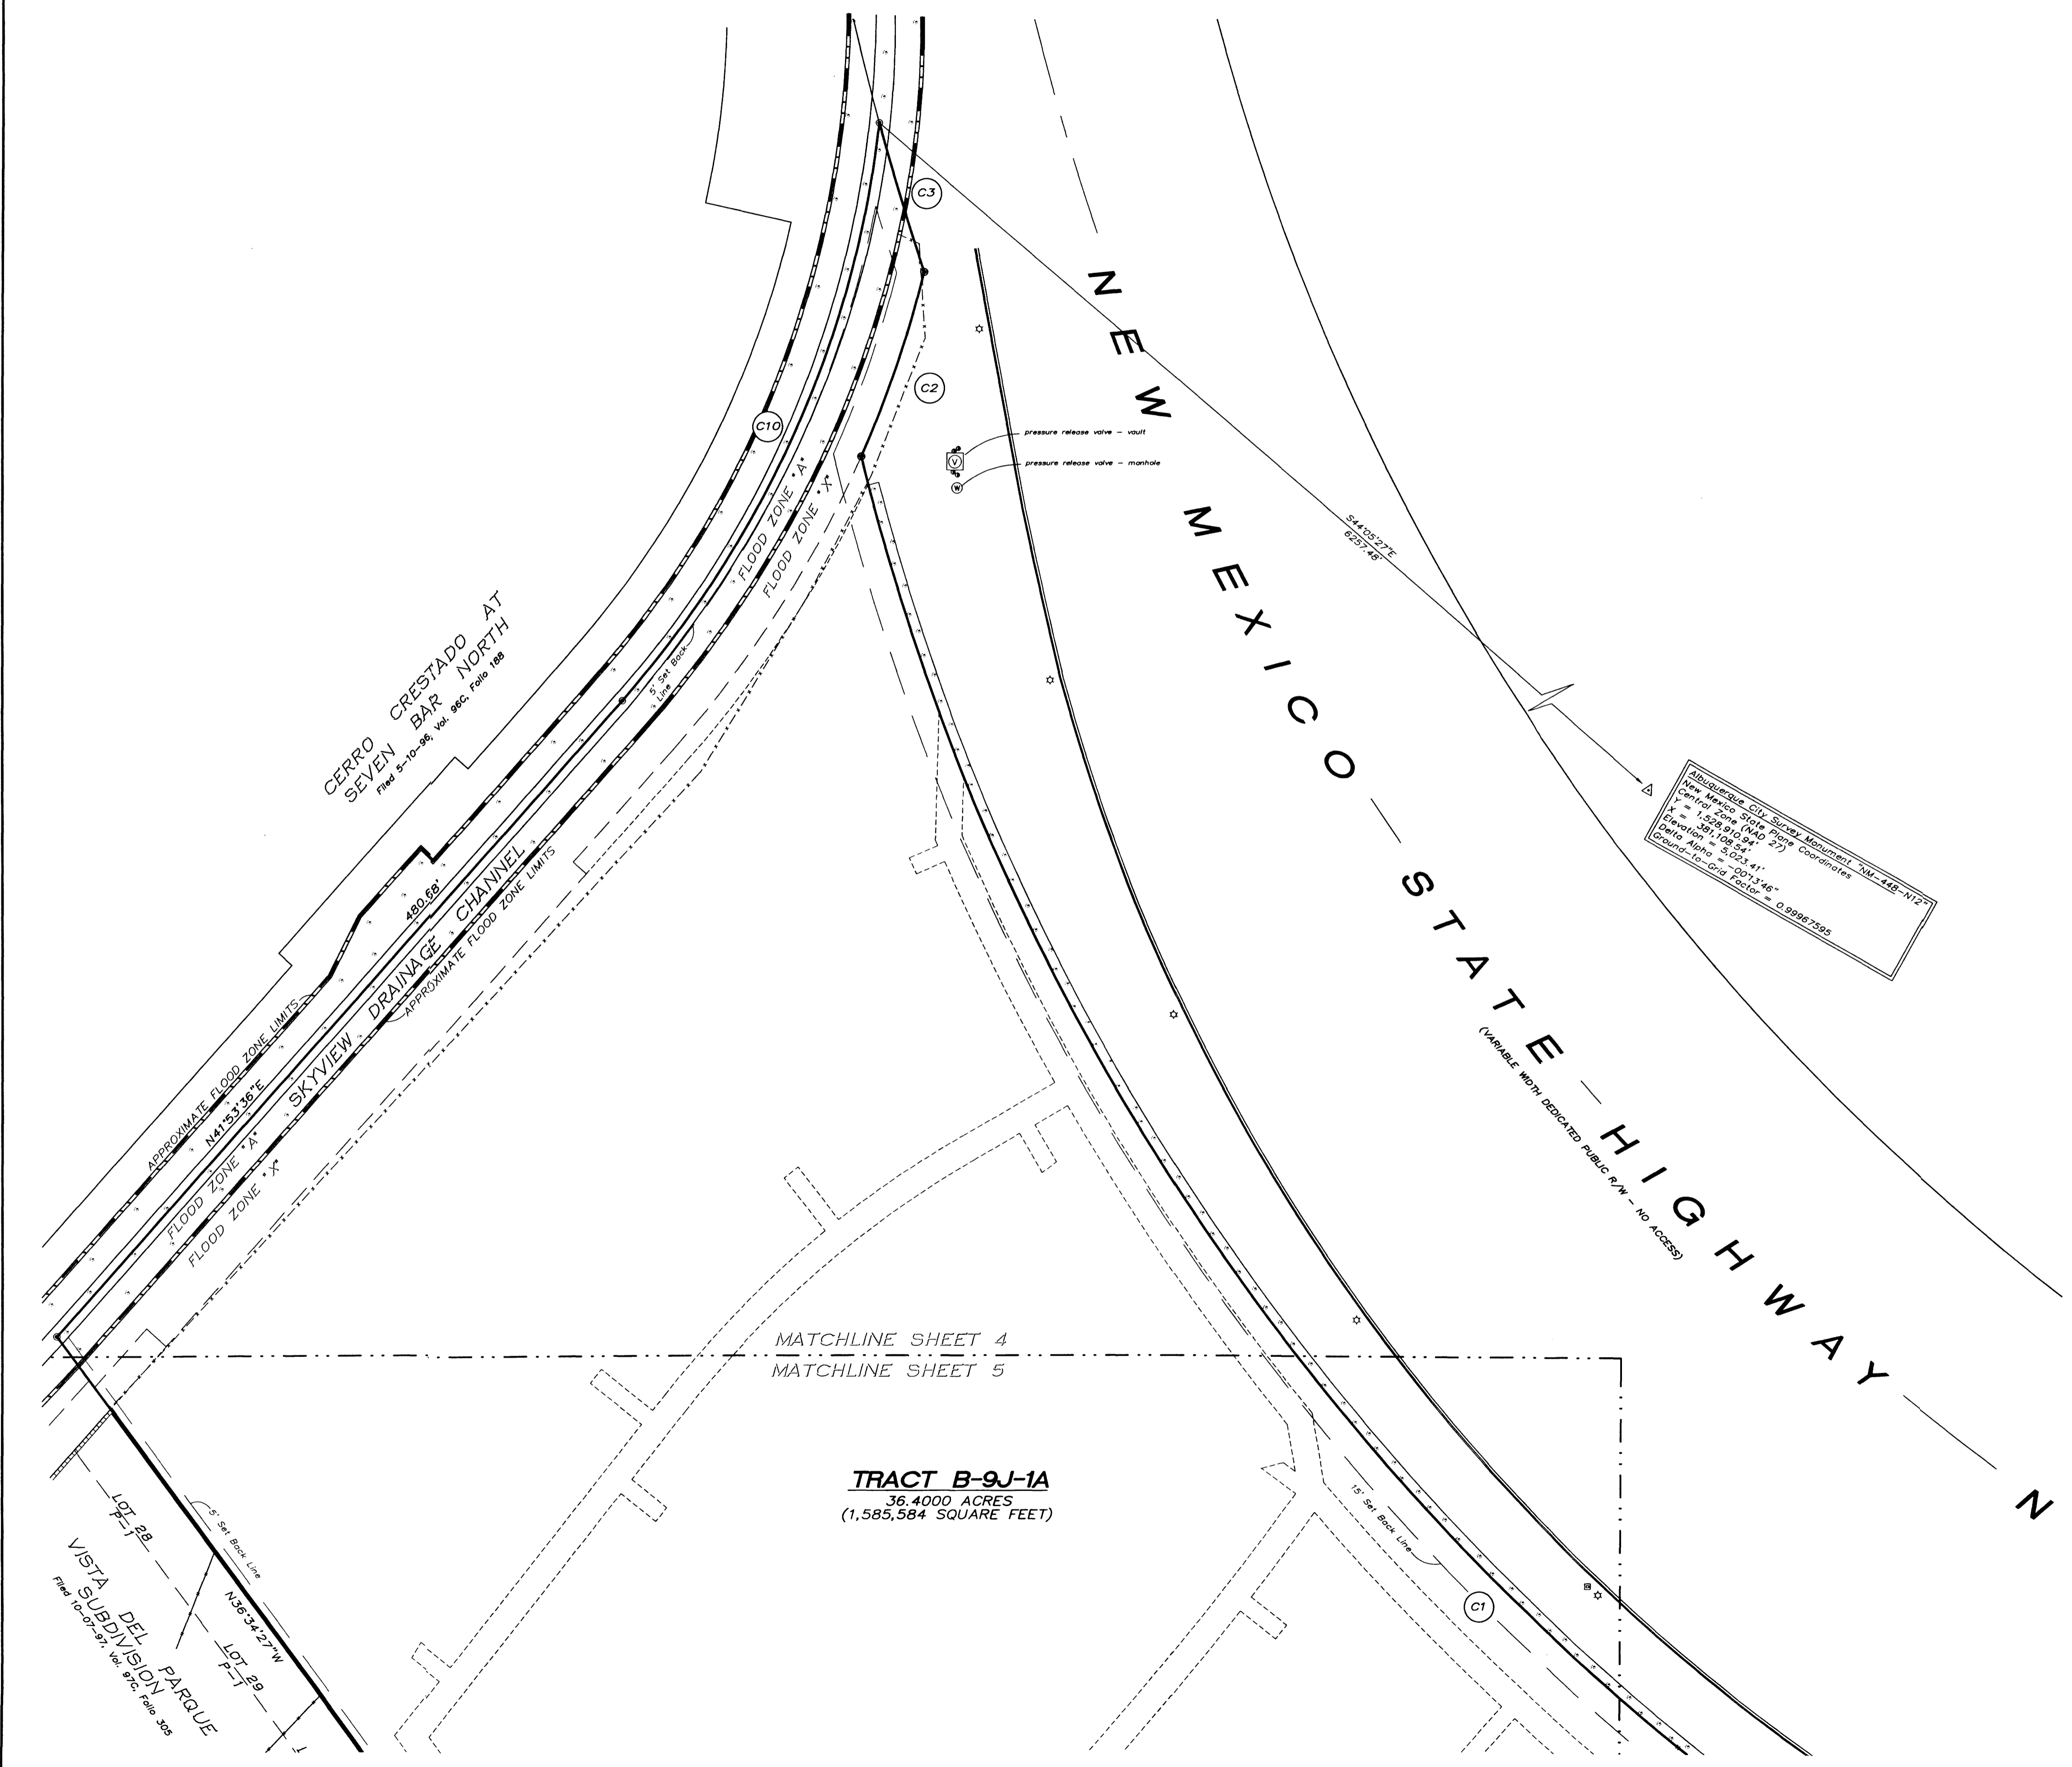 C3
C2
C10
pressure release valve - vault
V
pressure release valve - manhole
W
NEW MEXICO STATE HIGHWAY N
(VARIABLE WIDTH DEDICATED PUBLIC R/W - NO ACCESS)
S44°05'27"E
6257.48'
Albuquerque City Survey Monument "NM-448-N12"
New Mexico State Plane Coordinates
Central Zone (NAD 27)
Y = 1,528,910.94'
X = 381,108.54'
Elevation = 5,023.41'
Delta Alpha = -00°13'46"
Ground-to-Grid Factor = 0.99967595
FLOOD ZONE "A"
FLOOD ZONE "X"
5' Set Back
Line
CERRO CRESTADO AT
SEVEN BAR NORTH
Filed 5-10-96, Vol. 96C, Folio 188
480.68'
SKYVIEW DRAINAGE CHANNEL
APPROXIMATE FLOOD ZONE LIMITS
APPROXIMATE FLOOD ZONE LIMITS
N41°53'36"E
FLOOD ZONE "A"
FLOOD ZONE "X"
MATCHLINE SHEET 4
MATCHLINE SHEET 5
TRACT B-9J-1A
36.4000 ACRES
(1,585,584 SQUARE FEET)
15' Set Back Line
C1
5' Set Back Line
N36°34'27"W
LOT 28
P-1
LOT 29
P-1
VISTA DEL PARQUE
SUBDIVISION
Filed 10-07-97, Vol. 97C, Folio 305